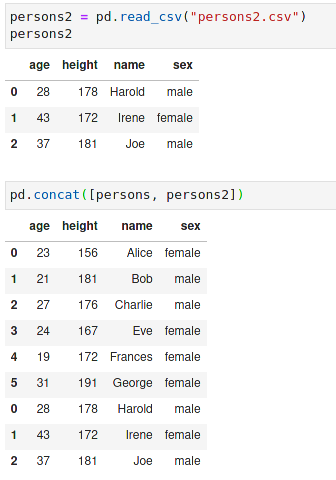 persons2 = pd.read_csv("persons2.csv")
persons2
age height name sex
0 28 178 Harold male
1 43 172 Irene female
2 37 181 Joe male
pd.concat([persons, persons2])
age height name sex
0 23 156 Alice female
1 21 181 Bob male
2 27 176 Charlie male
3 24 167 Eve female
4 19 172 Frances female
5 31 191 George female
0 28 178 Harold male
1 43 172 Irene female
2 37 181 Joe male